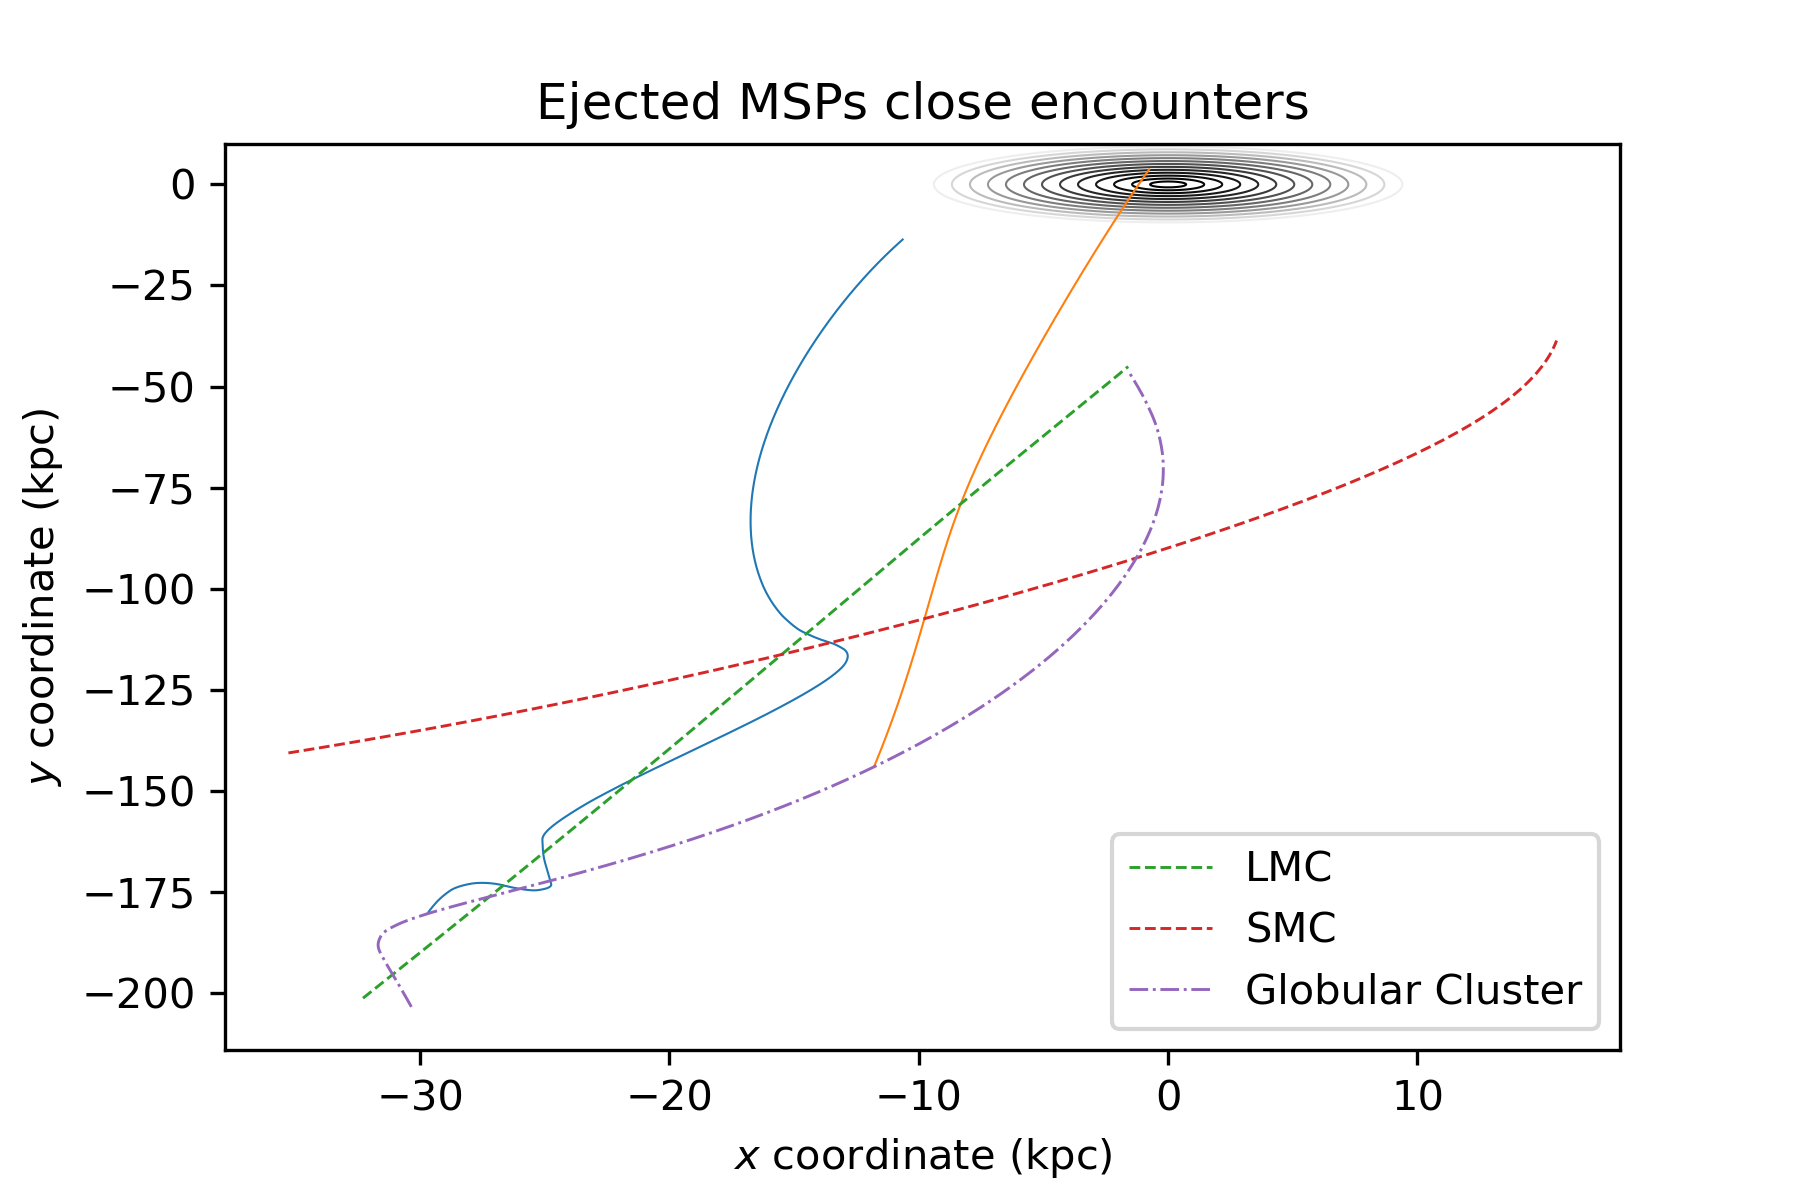 Ejected MSPs close encounters
0
−25
−50
−75
−100
−125
−150
−175
−200
y coordinate (kpc)
−30
−20
−10
0
10
x coordinate (kpc)
LMC
SMC
Globular Cluster